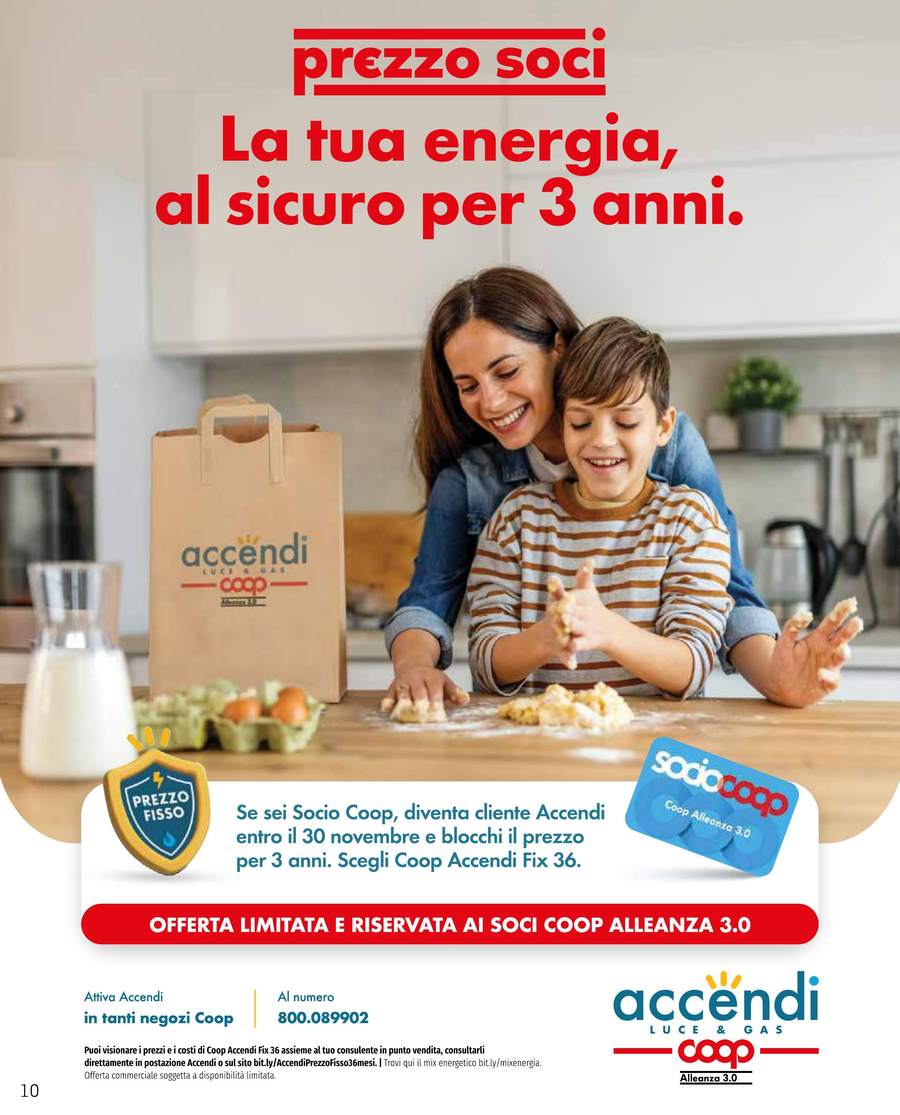 prezzo soci
La tua energia,
al sicuro per 3 anni.
accendi
LUCE & GAS
coop
Alleanza 3.0
PREZZO
FISSO
Se sei Socio Coop, diventa cliente Accendi
entro il 30 novembre e blocchi il prezzo
per 3 anni. Scegli Coop Accendi Fix 36.
sociocoop
Coop Alleanza 3.0
OFFERTA LIMITATA E RISERVATA AI SOCI COOP ALLEANZA 3.0
Attiva Accendi
in tanti negozi Coop
Al numero
800.089902
accendi
LUCE & GAS
coop
Alleanza 3.0
Puoi visionare i prezzi e i costi di Coop Accendi Fix 36 assieme al tuo consulente in punto vendita, consultarli
direttamente in postazione Accendi o sul sito bit.ly/AccendiPrezzoFisso36mesi. | Trovi qui il mix energetico bit.ly/mixenergia.
Offerta commerciale soggetta a disponibilità limitata.
10